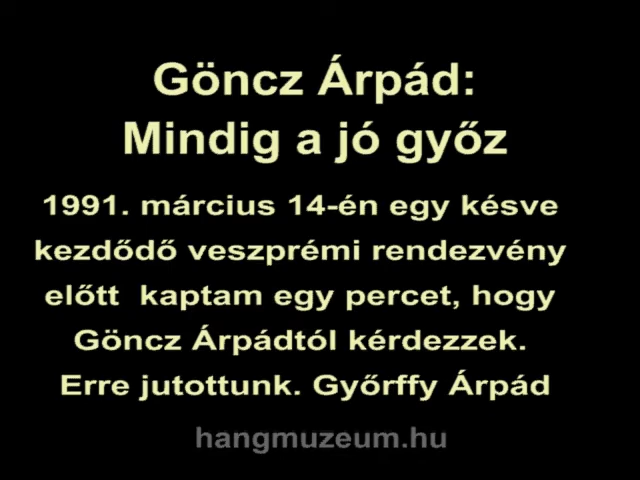 Göncz Árpád:
Mindig a jó győz
1991. március 14-én egy késve
kezdődő veszprémi rendezvény
előtt kaptam egy percet, hogy
Göncz Árpádtól kérdezzek.
Erre jutottunk. Győrffy Árpád
hangmuzeum.hu